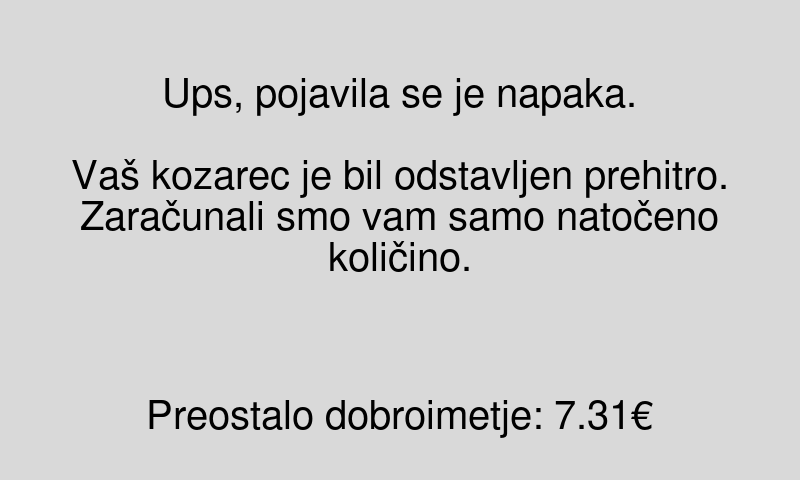 Ups, pojavila se je napaka.
Vaš kozarec je bil odstavljen prehitro.
Zaračunali smo vam samo natočeno
količino.
Preostalo dobroimetje: 7.31€